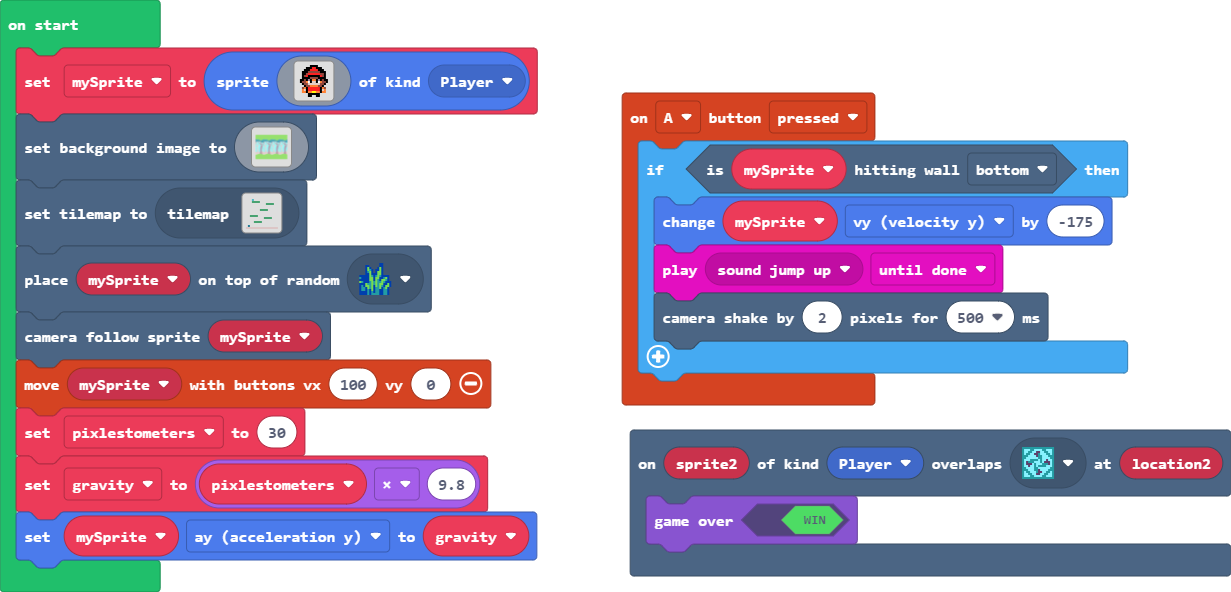 on start
set mySprite to sprite of kind Player
set background image to
set tilemap to tilemap
place mySprite on top of random
camera follow sprite mySprite
move mySprite with buttons vx 100 vy 0
set pixlestometers to 30
set gravity to pixlestometers × 9.8
set mySprite ay (acceleration y) to gravity
on A button pressed
if is mySprite hitting wall bottom then
change mySprite vy (velocity y) by -175
play sound jump up until done
camera shake by 2 pixels for 500 ms
on sprite2 of kind Player overlaps at location2
game over WIN